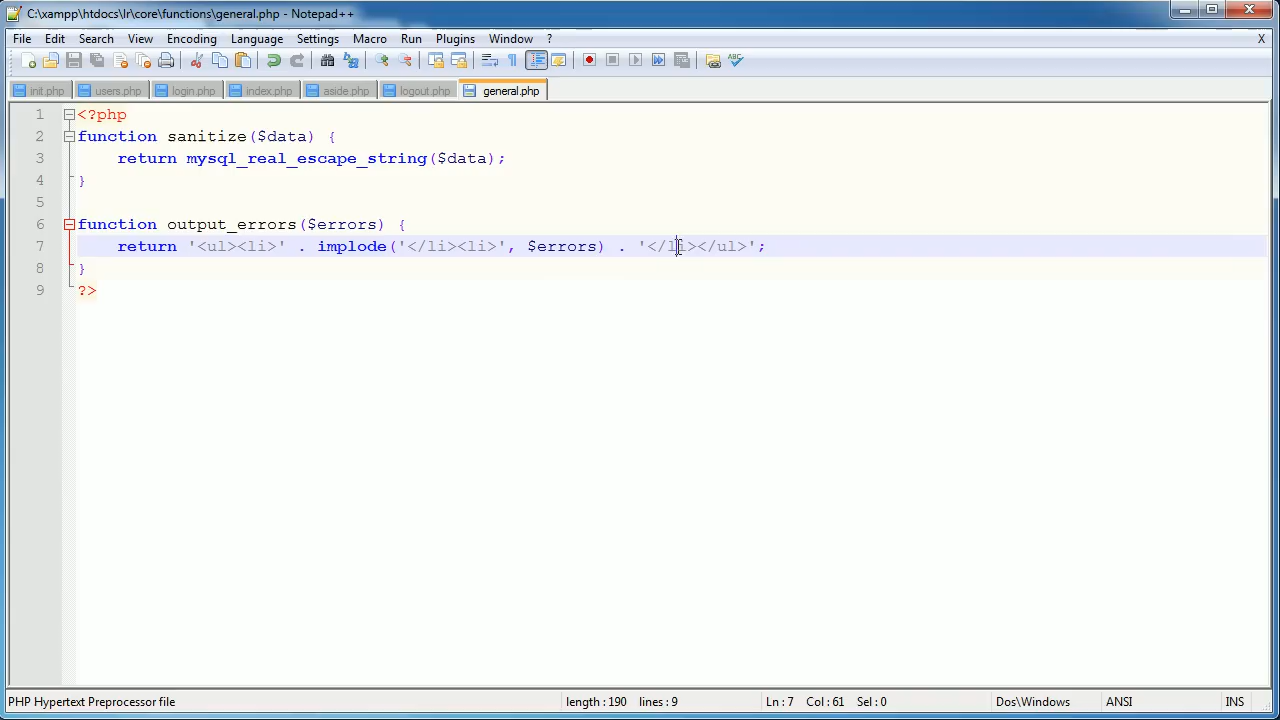 C:\xampp\htdocs\lr\core\functions\general.php - Notepad++
File Edit Search View Encoding Language Settings Macro Run Plugins Window ? X
init.php users.php login.php index.php aside.php logout.php general.php
1 <?php
2 function sanitize($data) {
3 return mysql_real_escape_string($data);
4 }
5
6 function output_errors($errors) {
7 return '<ul><li>' . implode('</li><li>', $errors) . '</li></ul>';
8 }
9 ?>
PHP Hypertext Preprocessor file length : 190 lines : 9 Ln : 7 Col : 61 Sel : 0 Dos\Windows ANSI INS